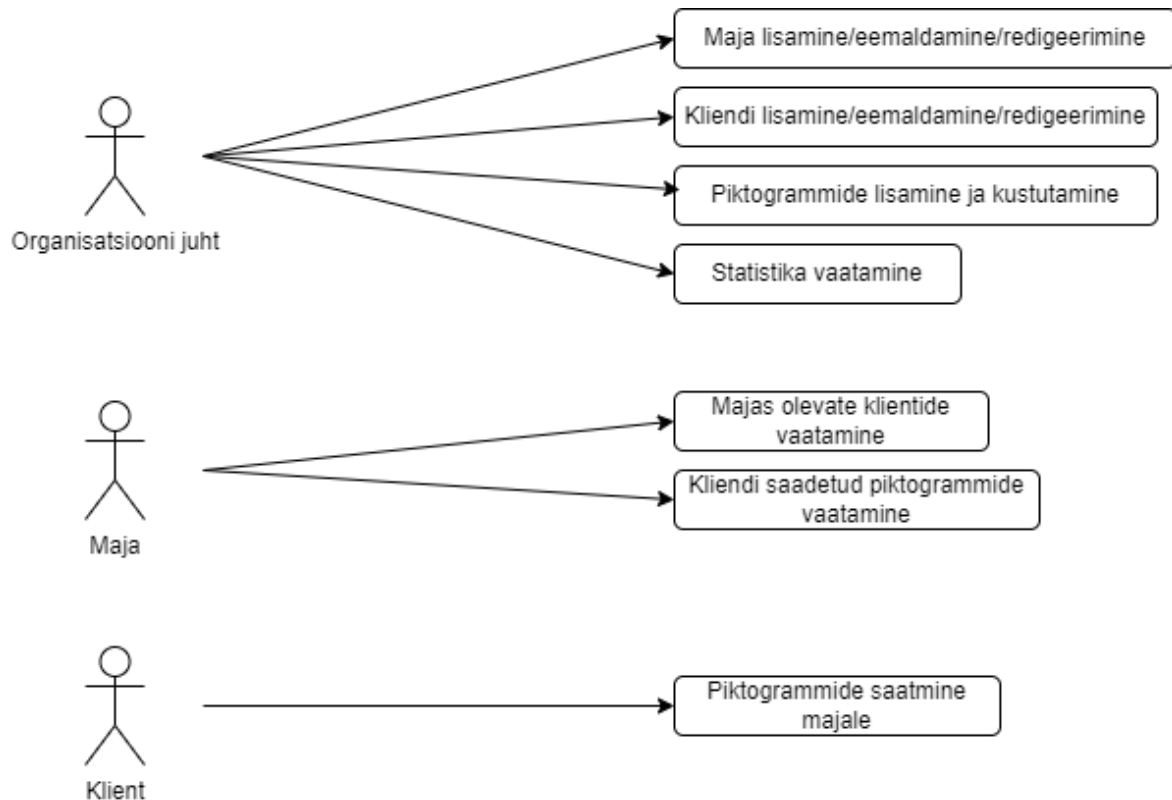 Maja lisamine/eemaldamine/redigeerimine
Kliendi lisamine/eemaldamine/redigeerimine
Piktogrammide lisamine ja kustutamine
Organisatsiooni juht
Statistika vaatamine
Majas olevate klientide
vaatamine
Kliendi saadetud piktogrammide
vaatamine
Maja
Piktogrammide saatmine
majale
Klient